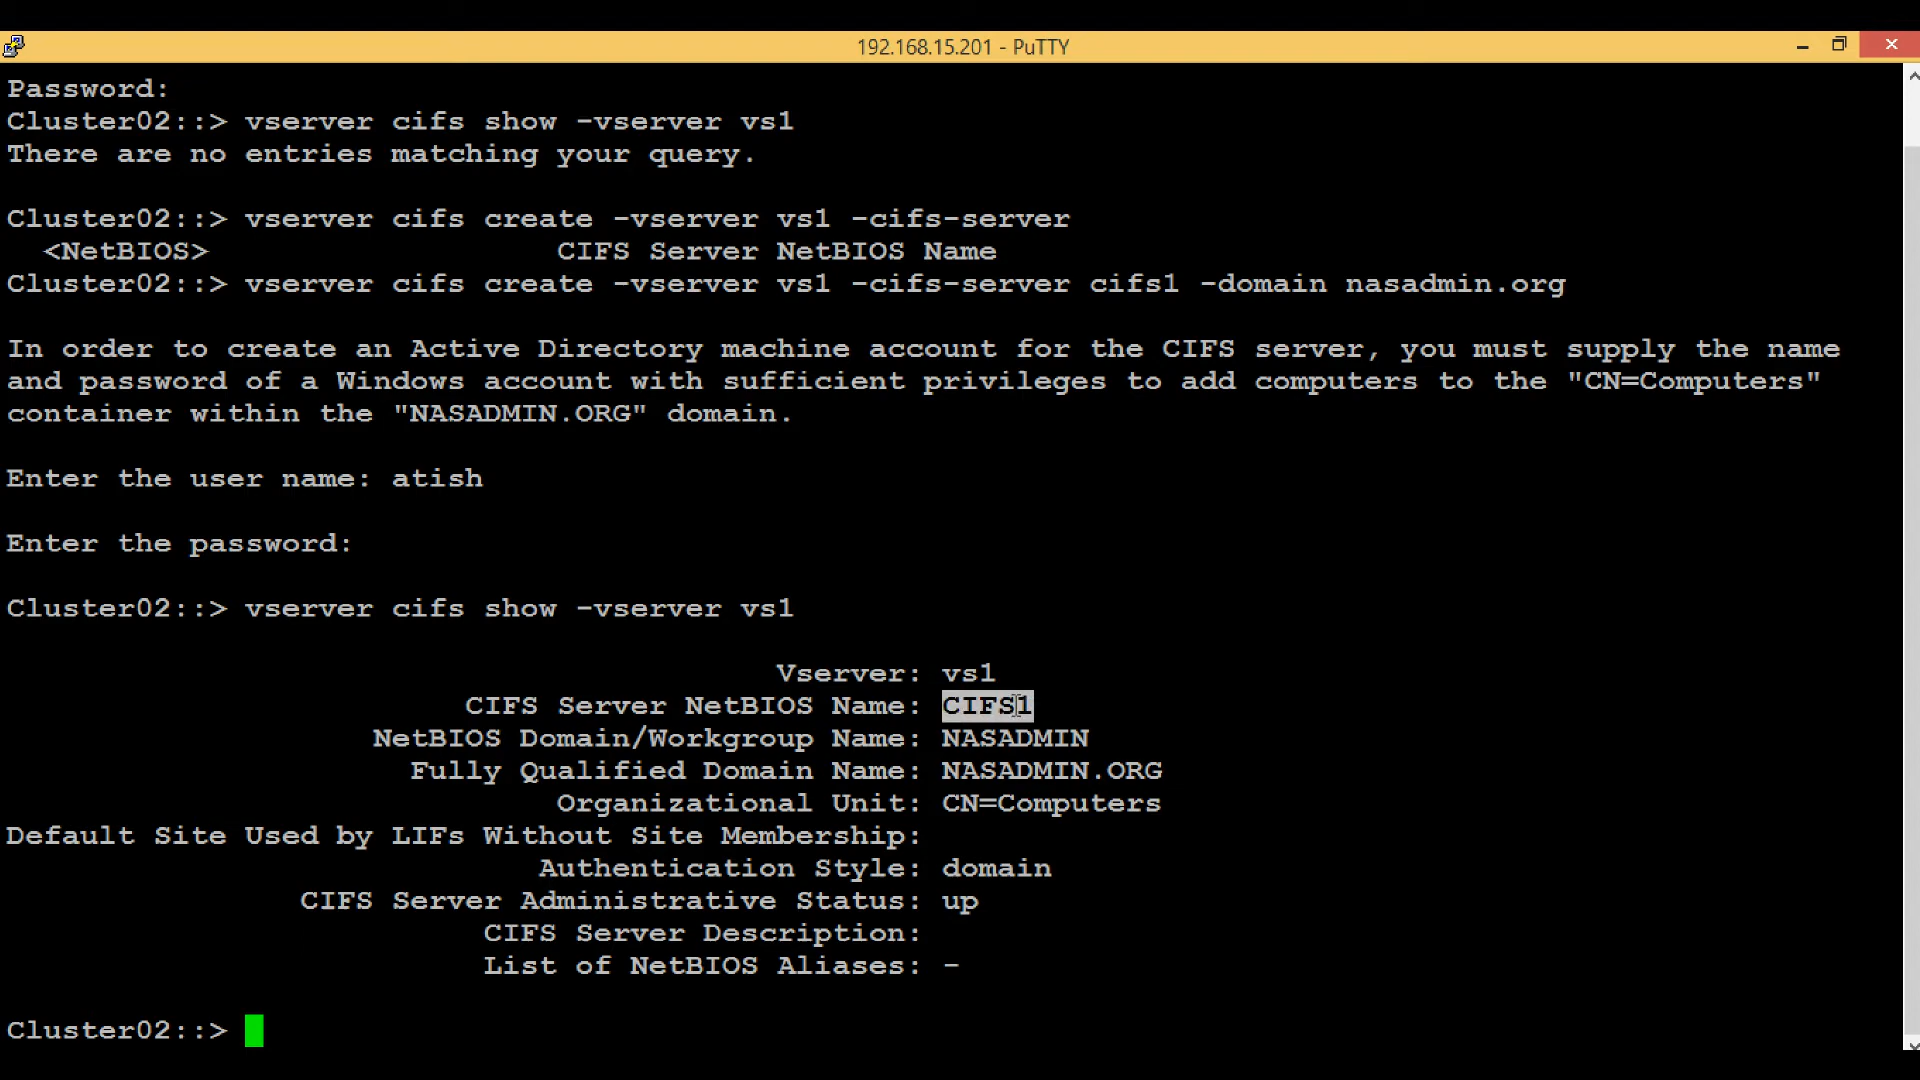 192.168.15.201 - PuTTY
Password:
Cluster02::> vserver cifs show -vserver vs1
There are no entries matching your query.
Cluster02::> vserver cifs create -vserver vs1 -cifs-server
<NetBIOS> CIFS Server NetBIOS Name
Cluster02::> vserver cifs create -vserver vs1 -cifs-server cifs1 -domain nasadmin.org
In order to create an Active Directory machine account for the CIFS server, you must supply the name
and password of a Windows account with sufficient privileges to add computers to the "CN=Computers"
container within the "NASADMIN.ORG" domain.
Enter the user name: atish
Enter the password:
Cluster02::> vserver cifs show -vserver vs1
Vserver: vs1
CIFS Server NetBIOS Name: CIFS1
NetBIOS Domain/Workgroup Name: NASADMIN
Fully Qualified Domain Name: NASADMIN.ORG
Organizational Unit: CN=Computers
Default Site Used by LIFs Without Site Membership:
Authentication Style: domain
CIFS Server Administrative Status: up
CIFS Server Description:
List of NetBIOS Aliases: -
Cluster02::>